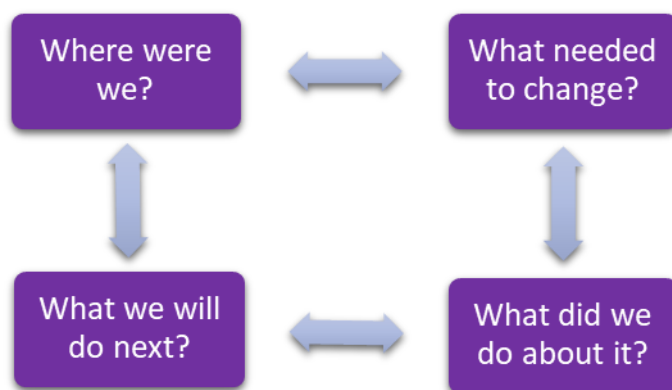 Where were
we?
What needed
to change?
What we will
do next?
What did we
do about it?